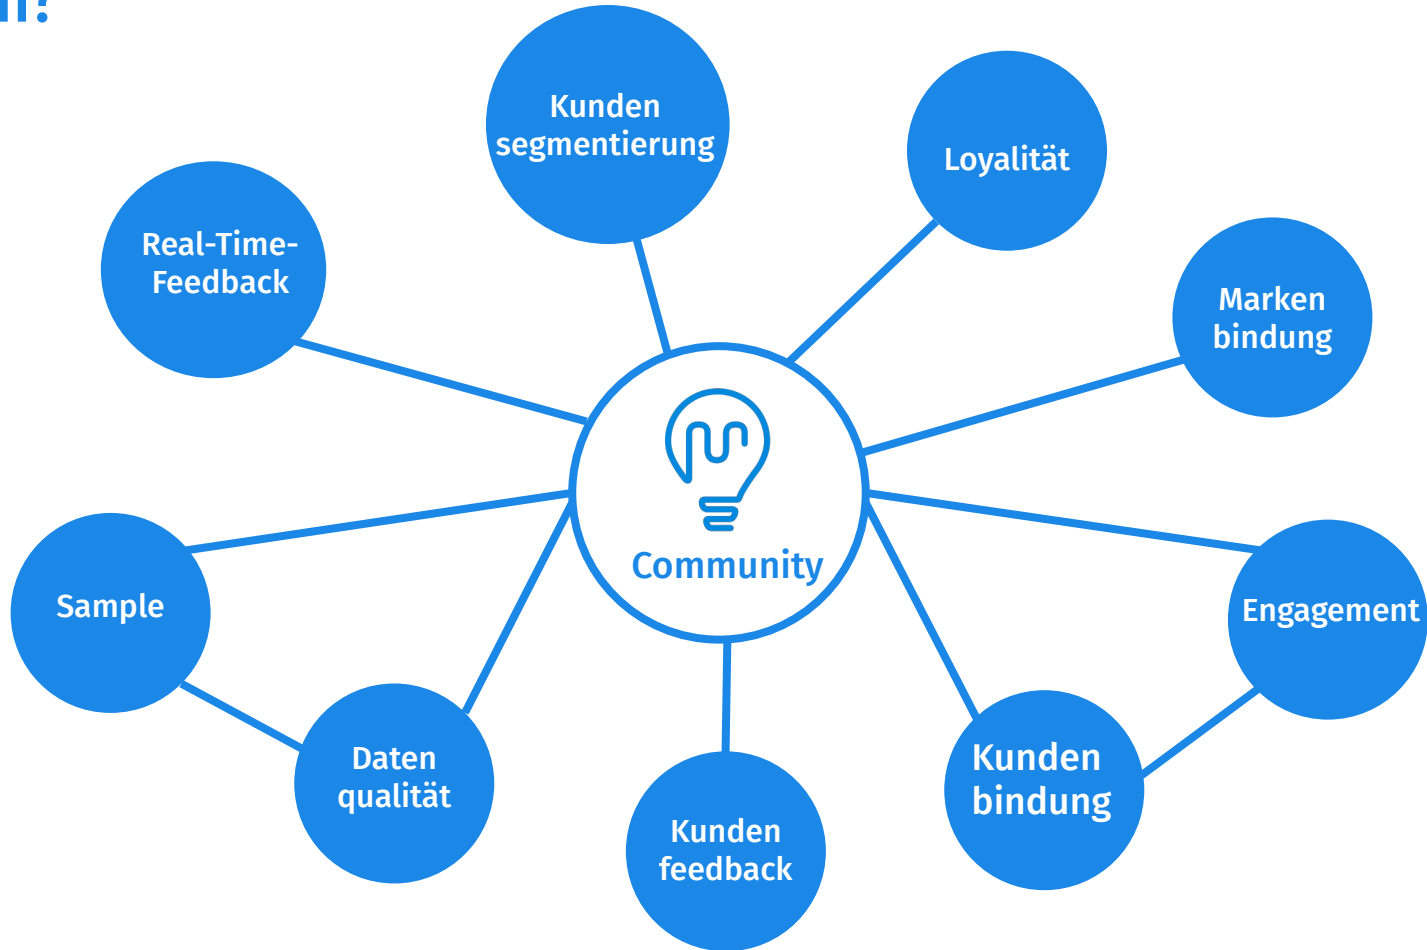 Kunden
segmentierung
Loyalität
Real-Time-
Feedback
Marken
bindung
Community
Sample
Engagement
Daten
qualität
Kunden
bindung
Kunden
feedback